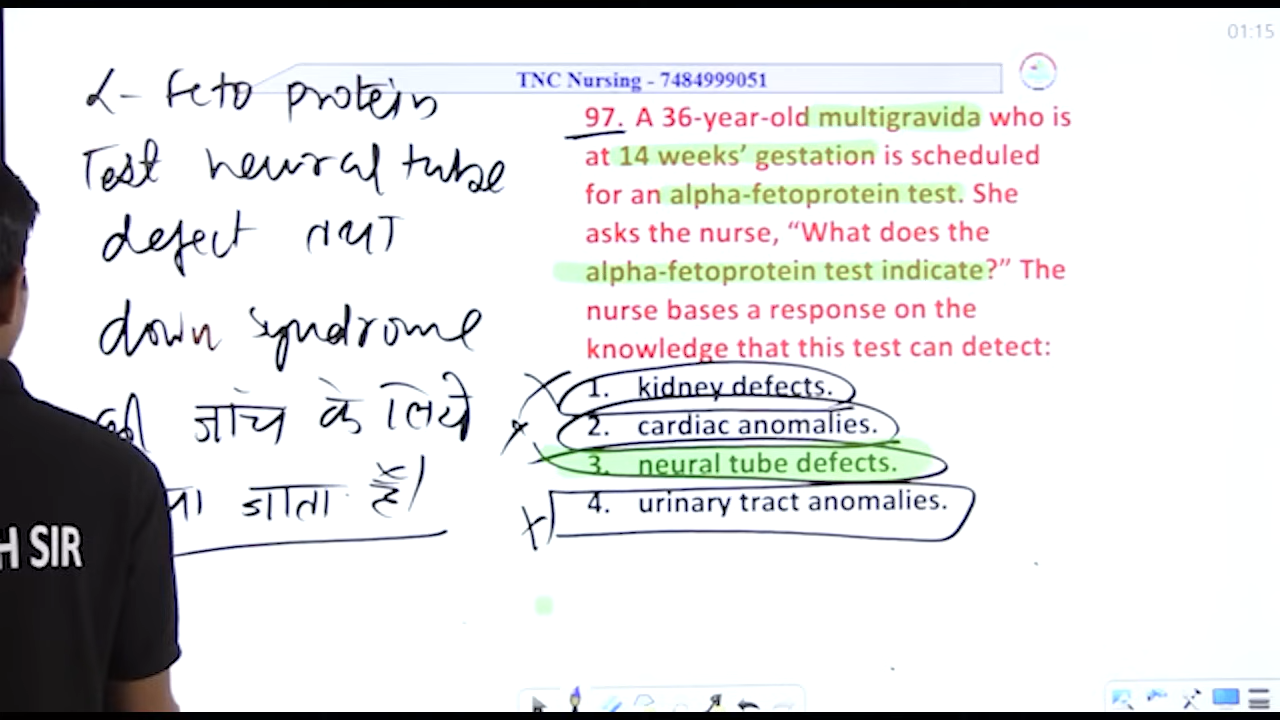 01:15
TNC Nursing - 7484999051
α- Feto protein
Test neural tube
defect तथा
down syndrome
की जांच के लिये
जाता है।
97. A 36-year-old multigravida who is
at 14 weeks’ gestation is scheduled
for an alpha-fetoprotein test. She
asks the nurse, “What does the
alpha-fetoprotein test indicate?” The
nurse bases a response on the
knowledge that this test can detect:
1. kidney defects.
2. cardiac anomalies.
3. neural tube defects.
4. urinary tract anomalies.
H SIR